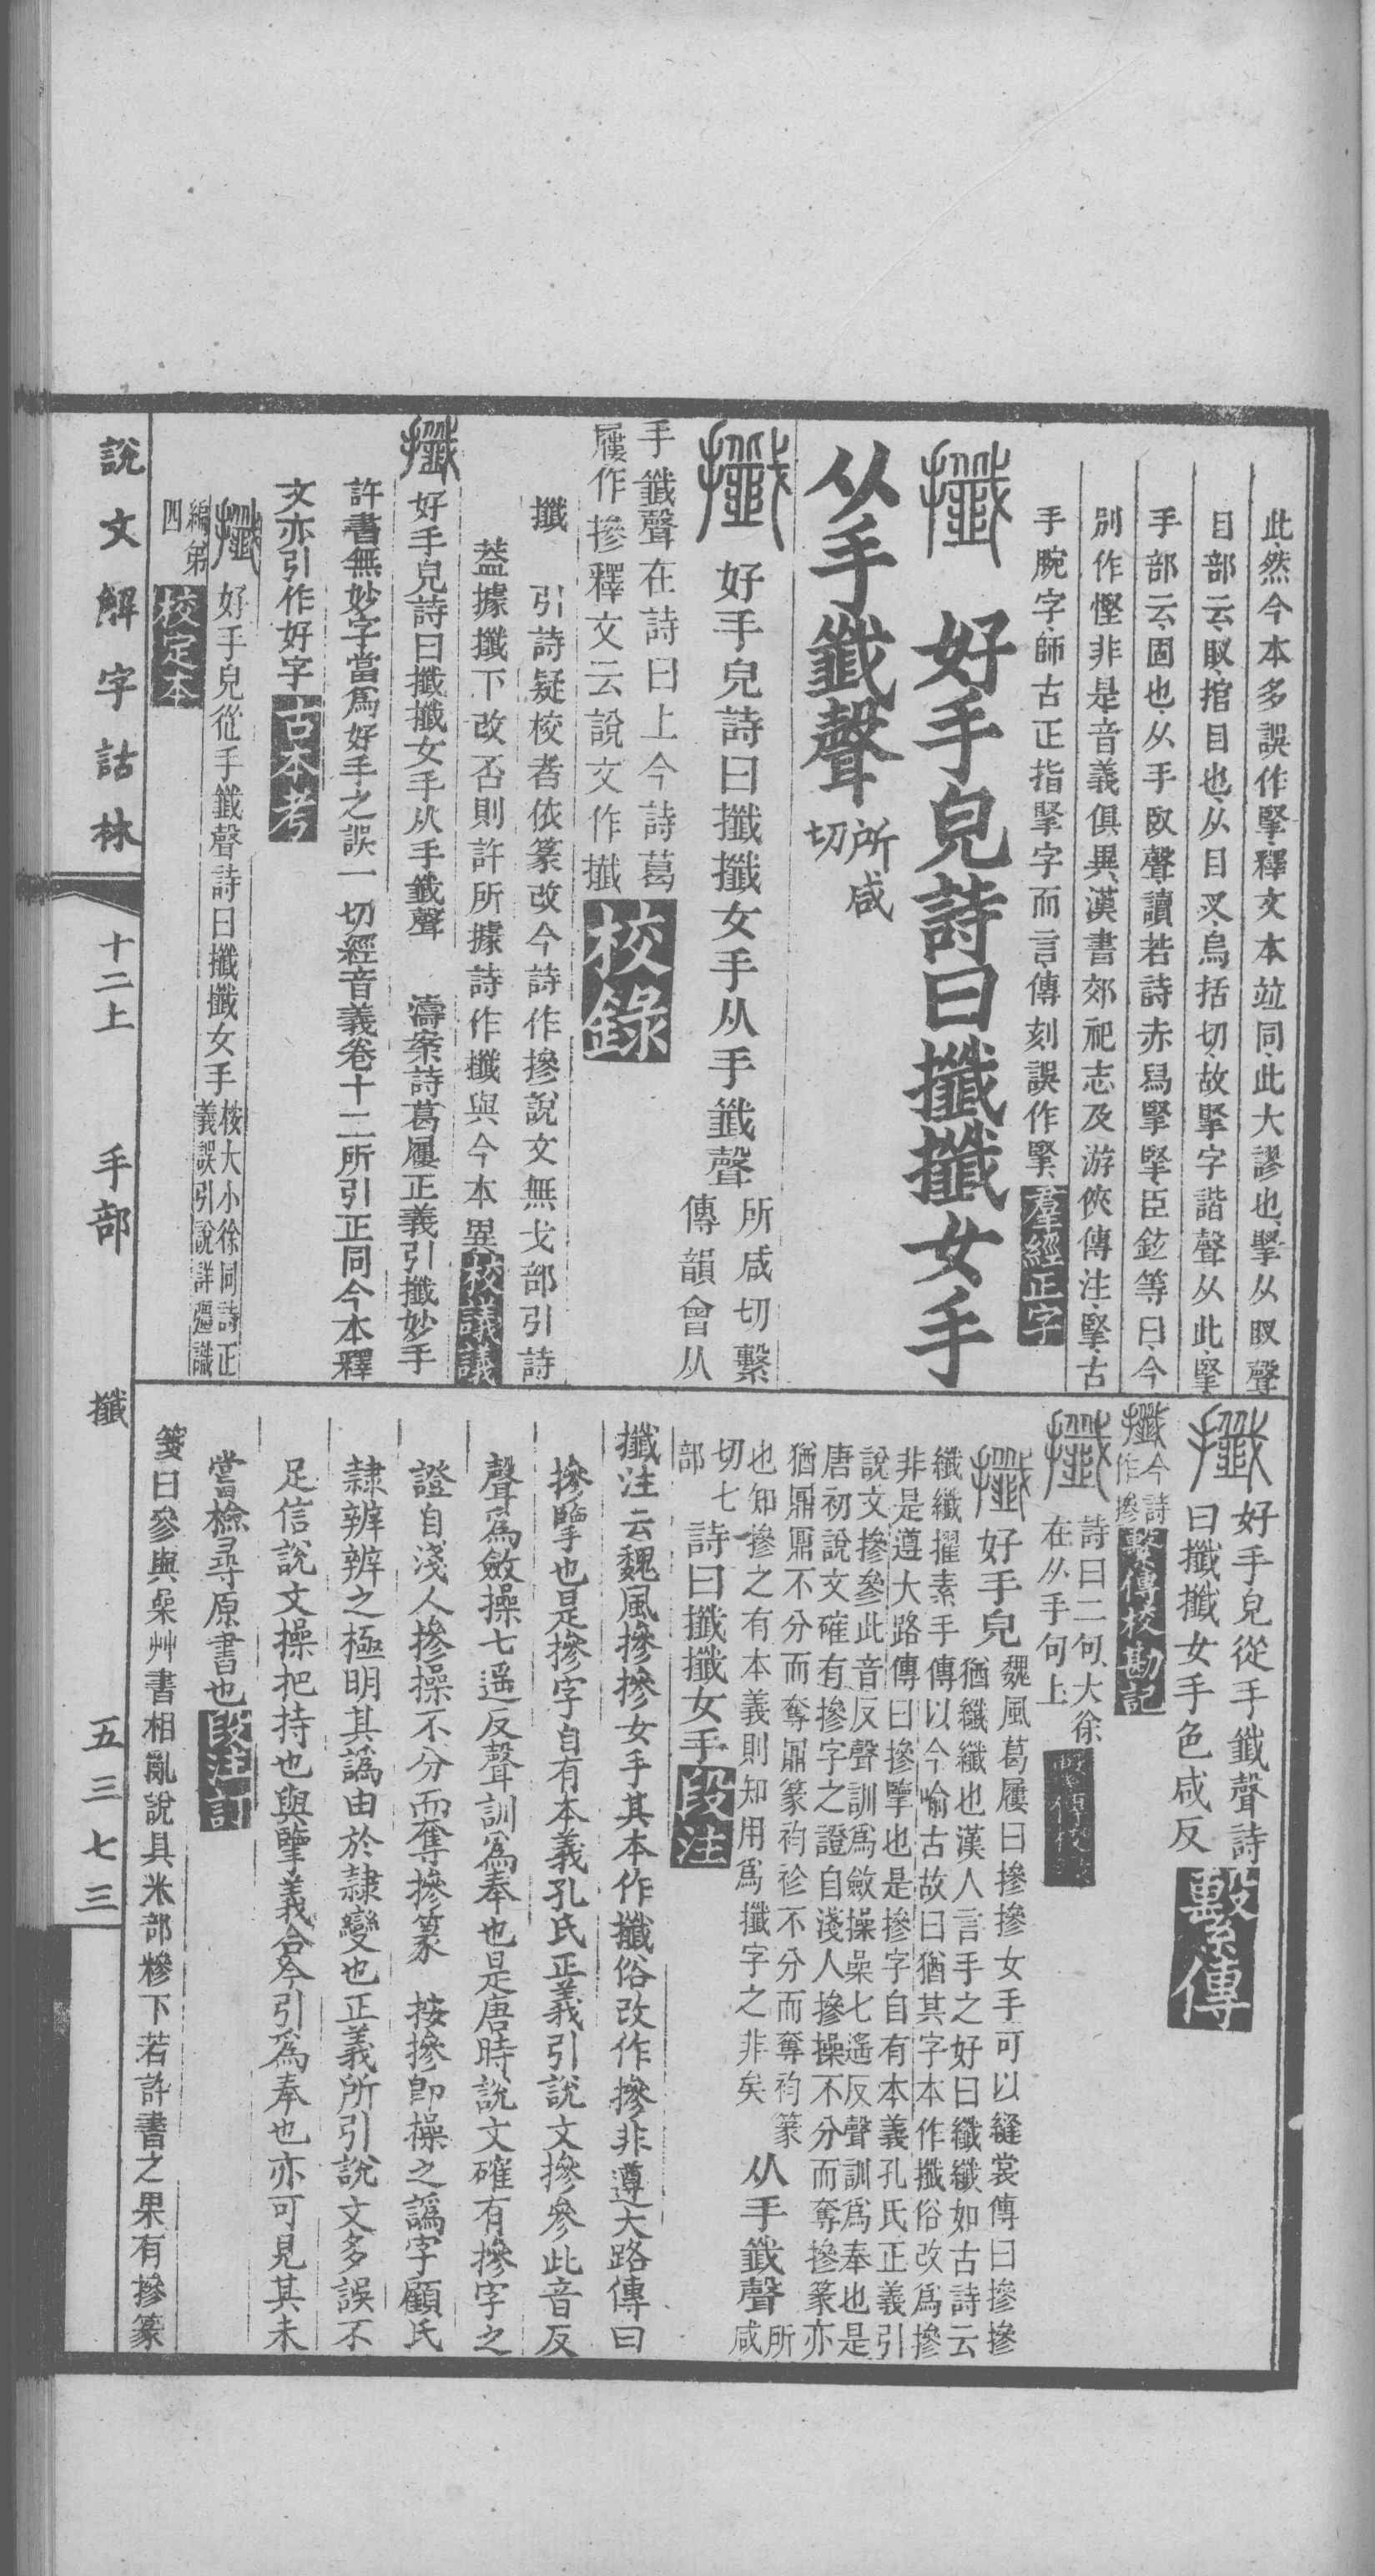 此然今本多誤作掔釋文本竝同此大謬也掔从臤聲
目部云臤掐目也从目叉烏括切故掔字諧聲从此堅
手部云固也从手臤聲讀若詩赤舄掔掔臣鉉等曰今
別作慳非是音義俱異漢書郊祀志及游俠傳注掔古
手腕字師古正指掔字而言傳刻誤作掔羣經正字
攕 好手皃詩曰攕攕女手
从手韱聲所咸
切
攕 好手皃詩曰攕攕女手从手韱聲所咸切繫
傳韻會从
手韱聲在詩曰上今詩葛
屨作摻釋文云說文作攕校錄
攕 引詩疑校者依篆改今詩作摻說文無戈部引詩
葢據攕下改否則許所據詩作攕與今本異校議議
攕好手皃詩曰攕攕女手从手韱聲 濤案詩葛屨正義引攕妙手
許書無妙字當爲好手之誤一切經音義卷十二所引正同今本釋
文亦引作好字古本考
攕好手皃從手韱聲詩曰攕攕女手桉大小徐同詩正
義誤引說詳遍識
編弟
四校定本
攕好手皃從手韱聲詩
曰攕攕女手色咸反繫傳
攕今詩
作摻繫傳校勘記
攕詩曰二句大徐
在从手句上
攕好手皃魏風葛屨曰摻摻女手可以縫裳傳曰摻摻
猶纖纖也漢人言手之好曰纖纖如古詩云
纖纖擢素手傳以今喻古故曰猶其字本作攕俗改爲摻
非是遵大路傳曰摻擥也是摻字自有本義孔氏正義引
說文摻參此音反聲訓爲斂操喿七遙反聲訓爲奉也是
唐初說文確有摻字之證自淺人摻操不分而奪摻篆亦
猶鼏鼐不分而奪鼏篆袀袗不分而奪袀篆
也知摻之有本義則知用爲攕字之非矣从手韱聲所
咸
切七
部詩曰攕攕女手段注
攕注云魏風摻摻女手其本作攕俗改作摻非遵大路傳曰
摻擥也是摻字自有本義孔氏正義引說文摻參此音反
聲爲斂操七遥反聲訓爲奉也是唐時說文確有摻字之
證自淺人摻操不分而奪摻篆 按摻卽操之譌字顧氏
隷辨辨之極明其譌由於隷變也正義所引說文多誤不
足信說文操把持也與擥義合今引爲奉也亦可見其未
嘗檢尋原書也段注訂
箋曰參與喿艸書相亂說具米部糝下若許書之果有摻篆
說文解字詁林 十二上 手部 攕 五三七三